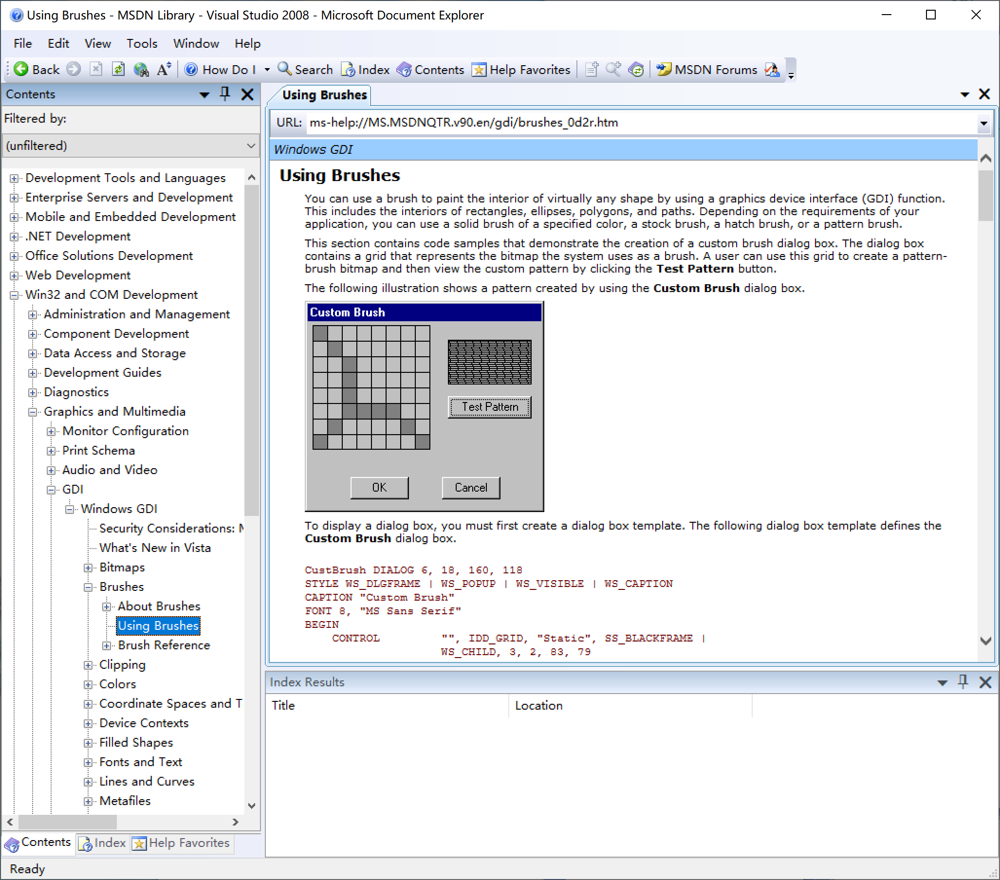 Using Brushes - MSDN Library - Visual Studio 2008 - Microsoft Document Explorer
File Edit View Tools Window Help
Back How Do I Search Index Contents Help Favorites MSDN Forums
Contents
Filtered by:
(unfiltered)
Development Tools and Languages
Enterprise Servers and Development
Mobile and Embedded Development
.NET Development
Office Solutions Development
Web Development
Win32 and COM Development
Administration and Management
Component Development
Data Access and Storage
Development Guides
Diagnostics
Graphics and Multimedia
Monitor Configuration
Print Schema
Audio and Video
GDI
Windows GDI
Security Considerations:
What's New in Vista
Bitmaps
Brushes
About Brushes
Using Brushes
Brush Reference
Clipping
Colors
Coordinate Spaces and T
Device Contexts
Filled Shapes
Fonts and Text
Lines and Curves
Metafiles
Contents Index Help Favorites
Using Brushes
URL: ms-help://MS.MSDNQTR.v90.en/gdi/brushes_0d2r.htm
Windows GDI
Using Brushes
You can use a brush to paint the interior of virtually any shape by using a graphics device interface (GDI) function.
This includes the interiors of rectangles, ellipses, polygons, and paths. Depending on the requirements of your
application, you can use a solid brush of a specified color, a stock brush, a hatch brush, or a pattern brush.
This section contains code samples that demonstrate the creation of a custom brush dialog box. The dialog box
contains a grid that represents the bitmap the system uses as a brush. A user can use this grid to create a pattern-
brush bitmap and then view the custom pattern by clicking the Test Pattern button.
The following illustration shows a pattern created by using the Custom Brush dialog box.
Custom Brush
Test Pattern
OK Cancel
To display a dialog box, you must first create a dialog box template. The following dialog box template defines the
Custom Brush dialog box.
CustBrush DIALOG 6, 18, 160, 118
STYLE WS_DLGFRAME | WS_POPUP | WS_VISIBLE | WS_CAPTION
CAPTION "Custom Brush"
FONT 8, "MS Sans Serif"
BEGIN
CONTROL "", IDD_GRID, "Static", SS_BLACKFRAME |
WS_CHILD, 3, 2, 83, 79
Index Results
Title Location
Ready